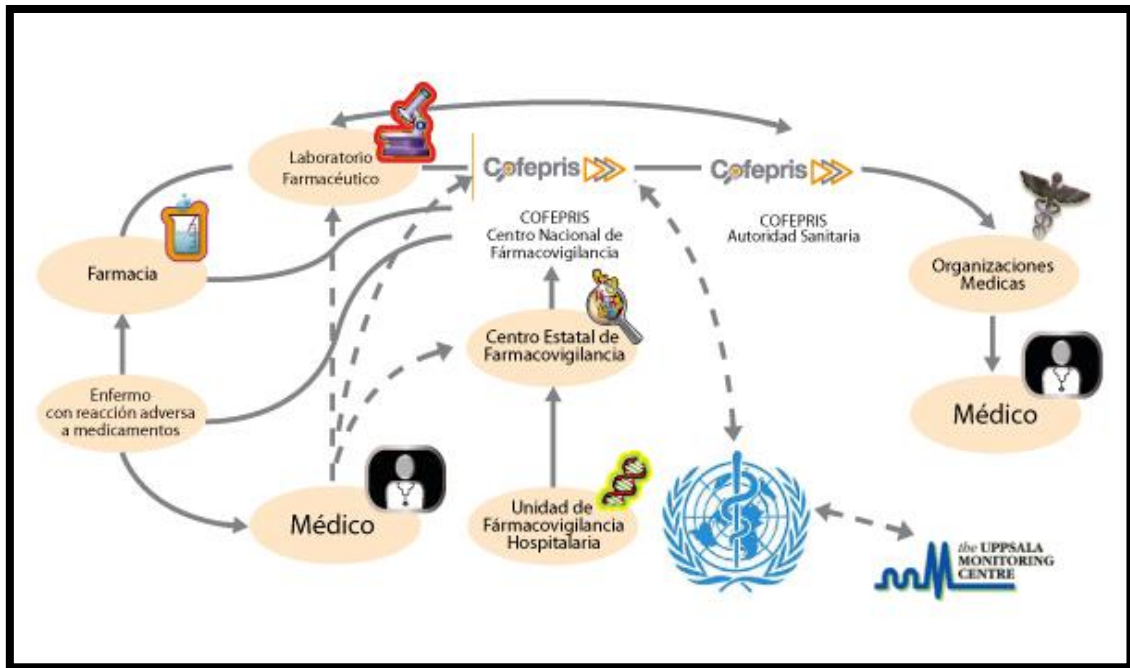 Laboratorio
Farmacéutico
Cofepris
Cofepris
COFEPRIS
Centro Nacional de
Fármacovigilancia
COFEPRIS
Autoridad Sanitaria
Farmacia
Organizaciones
Medicas
Centro Estatal de
Farmacovigilancia
Enfermo
con reacción adversa
a medicamentos
Médico
Médico
Unidad de
Fármacovigilancia
Hospitalaria
the UPPSALA
MONITORING
CENTRE